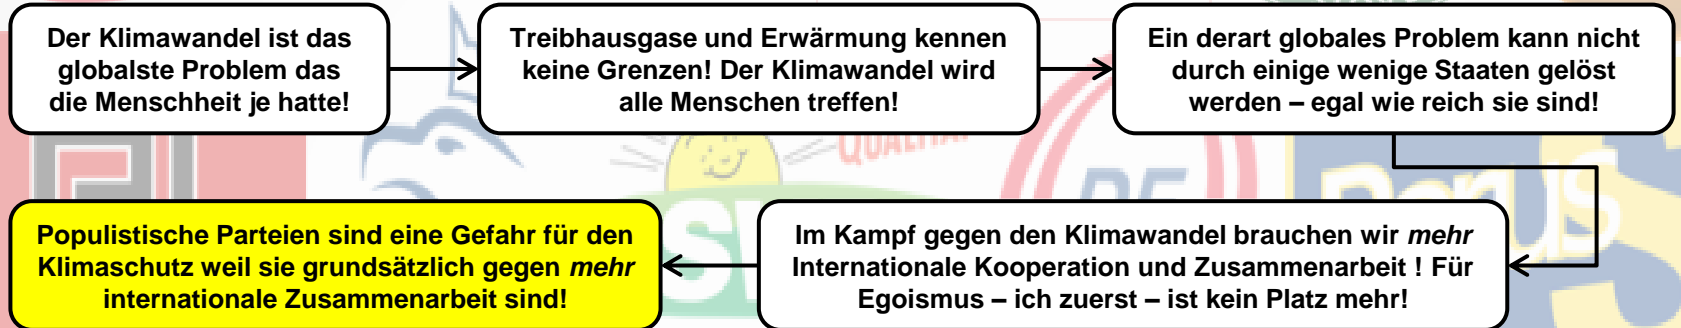 Der Klimawandel ist das
globalste Problem das
die Menschheit je hatte!
Treibhausgase und Erwärmung kennen
keine Grenzen! Der Klimawandel wird
alle Menschen treffen!
Ein derart globales Problem kann nicht
durch einige wenige Staaten gelöst
werden – egal wie reich sie sind!
Populistische Parteien sind eine Gefahr für den
Klimaschutz weil sie grundsätzlich gegen mehr
internationale Zusammenarbeit sind!
Im Kampf gegen den Klimawandel brauchen wir mehr
Internationale Kooperation und Zusammenarbeit ! Für
Egoismus – ich zuerst – ist kein Platz mehr!